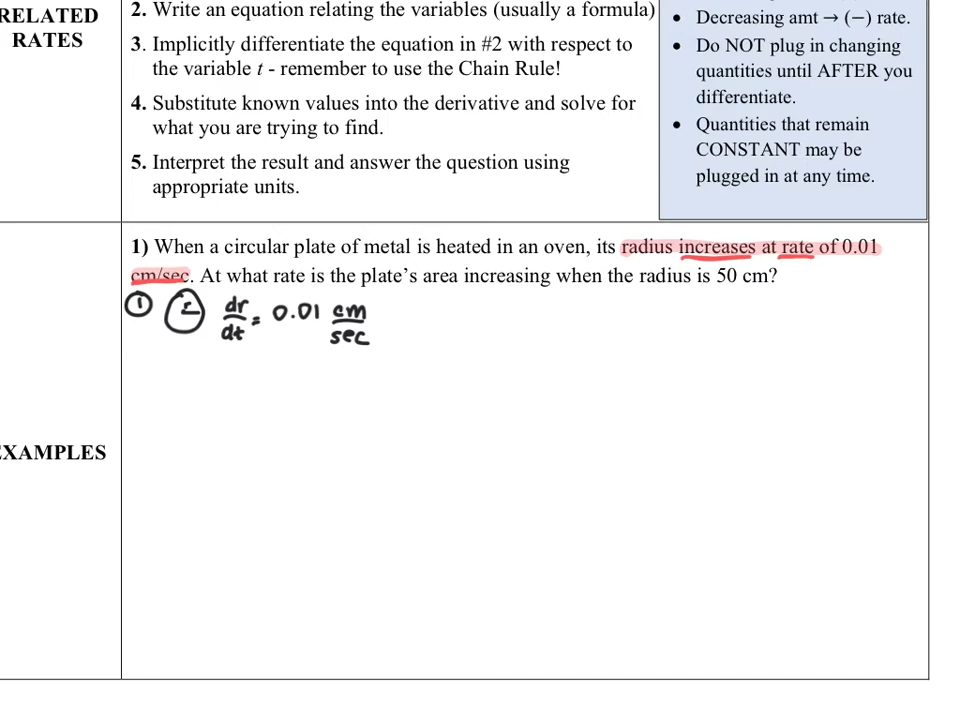 RELATED
RATES
2. Write an equation relating the variables (usually a formula)
3. Implicitly differentiate the equation in #2 with respect to
the variable t - remember to use the Chain Rule!
4. Substitute known values into the derivative and solve for
what you are trying to find.
5. Interpret the result and answer the question using
appropriate units.
• Decreasing amt → (−) rate.
• Do NOT plug in changing
quantities until AFTER you
differentiate.
• Quantities that remain
CONSTANT may be
plugged in at any time.
EXAMPLES
1) When a circular plate of metal is heated in an oven, its radius increases at rate of 0.01
cm/sec. At what rate is the plate's area increasing when the radius is 50 cm?
① ② dr/dt = 0.01 cm/sec